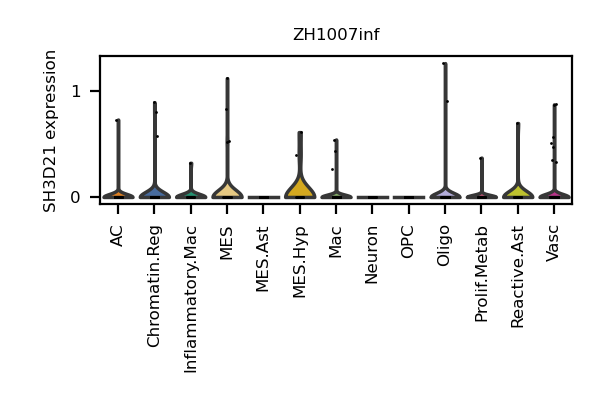 ZH1007inf
SH3D21 expression
1
0
AC
Chromatin.Reg
Inflammatory.Mac
MES
MES.Ast
MES.Hyp
Mac
Neuron
OPC
Oligo
Prolif.Metab
Reactive.Ast
Vasc